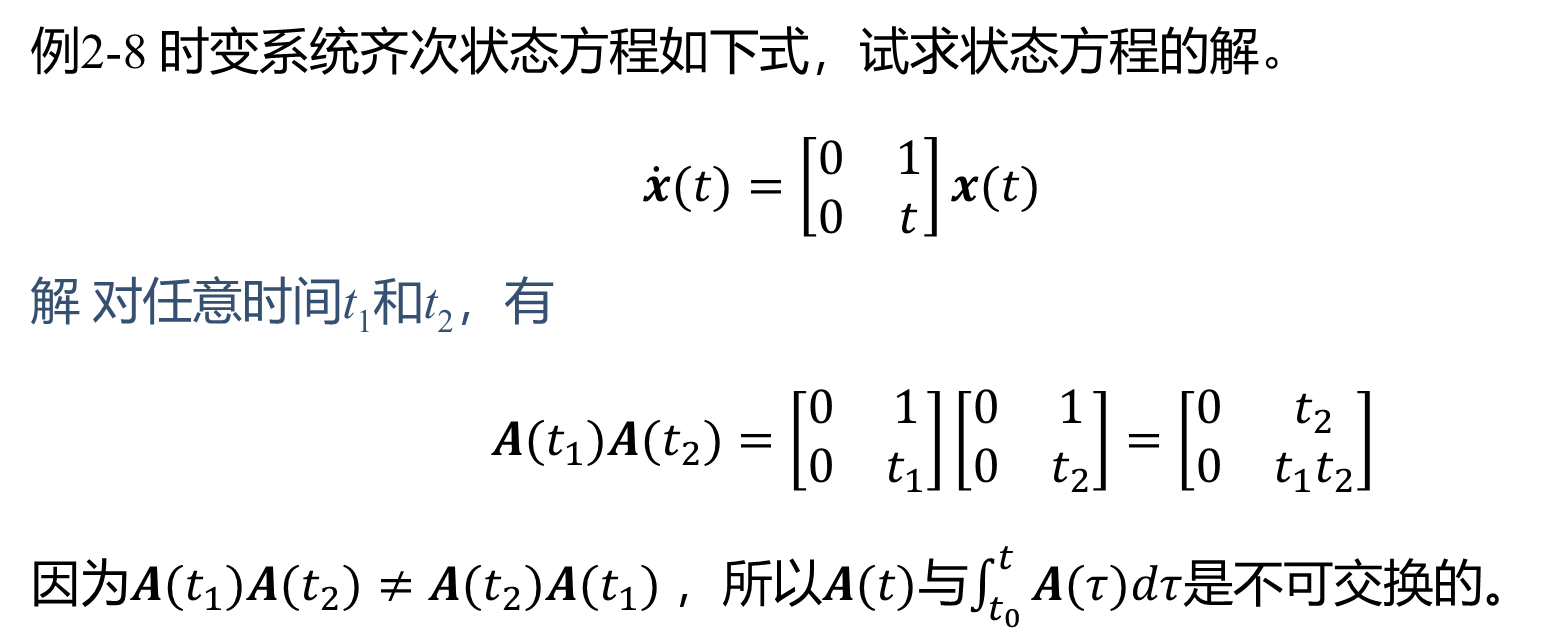 例2-8 时变系统齐次状态方程如下式，试求状态方程的解。
ẋ(t) = [0 1; 0 t] x(t)
解 对任意时间t₁和t₂，有
A(t₁)A(t₂) = [0 1; 0 t₁] [0 1; 0 t₂] = [0 t₂; 0 t₁t₂]
因为A(t₁)A(t₂) ≠ A(t₂)A(t₁) ，所以A(t)与∫_{t₀}^{t} A(τ)dτ是不可交换的。